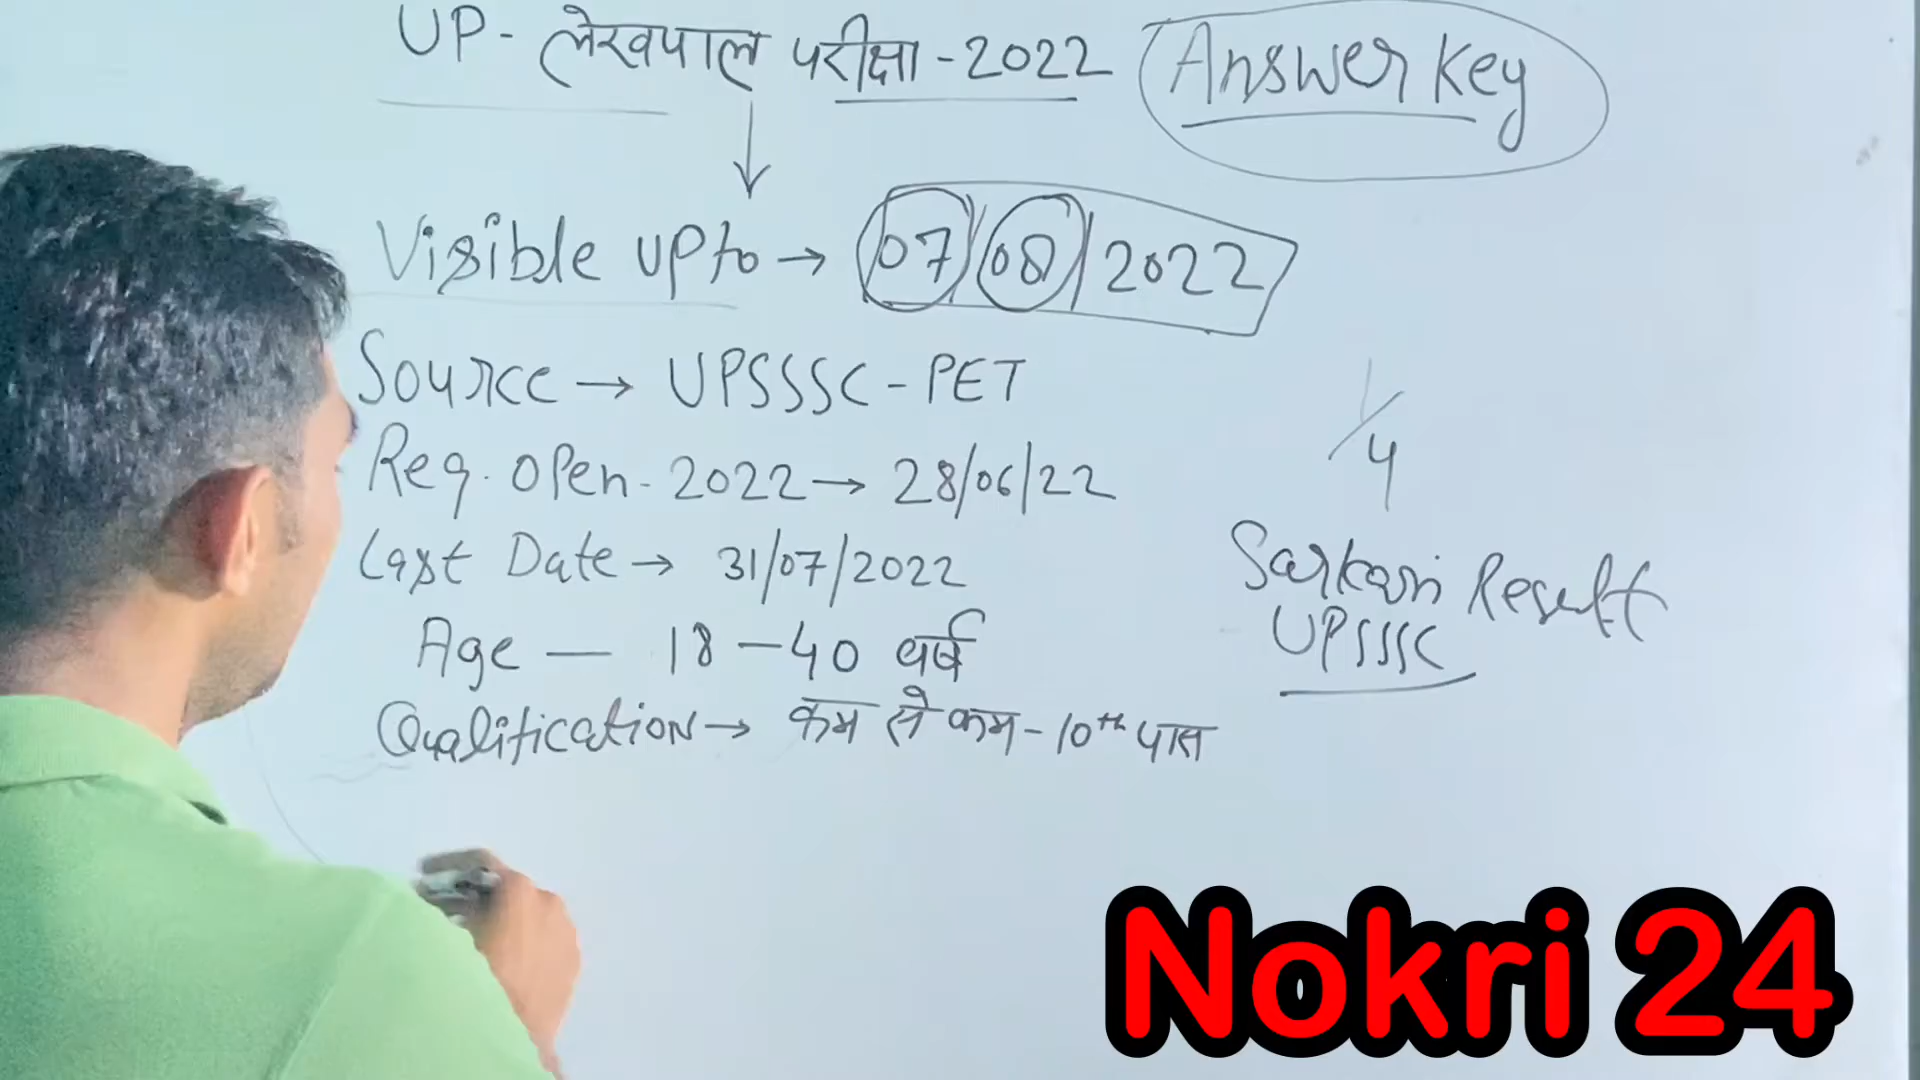 UP- लेखपाल परीक्षा -2022 Answer Key
Visible upto → 07/08/2022
Source → UPSSSC - PET
Reg. open - 2022 → 28/06/22
Last Date → 31/07/2022
Age — 18 – 40 वर्ष
Qualification → कम से कम - 10th पास
1/4
Sarkari Result
UPSSSC
Nokri 24